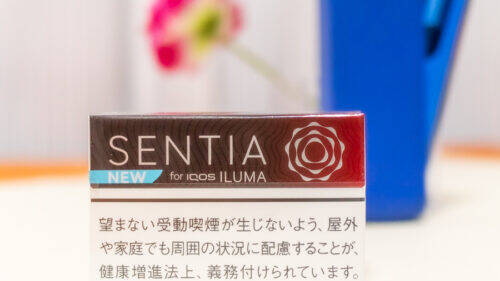 SENTIA
NEW for IQOS ILUMA
望まない受動喫煙が生じないよう、屋外
や家庭でも周囲の状況に配慮することが、
健康増進法上、義務付けられています。